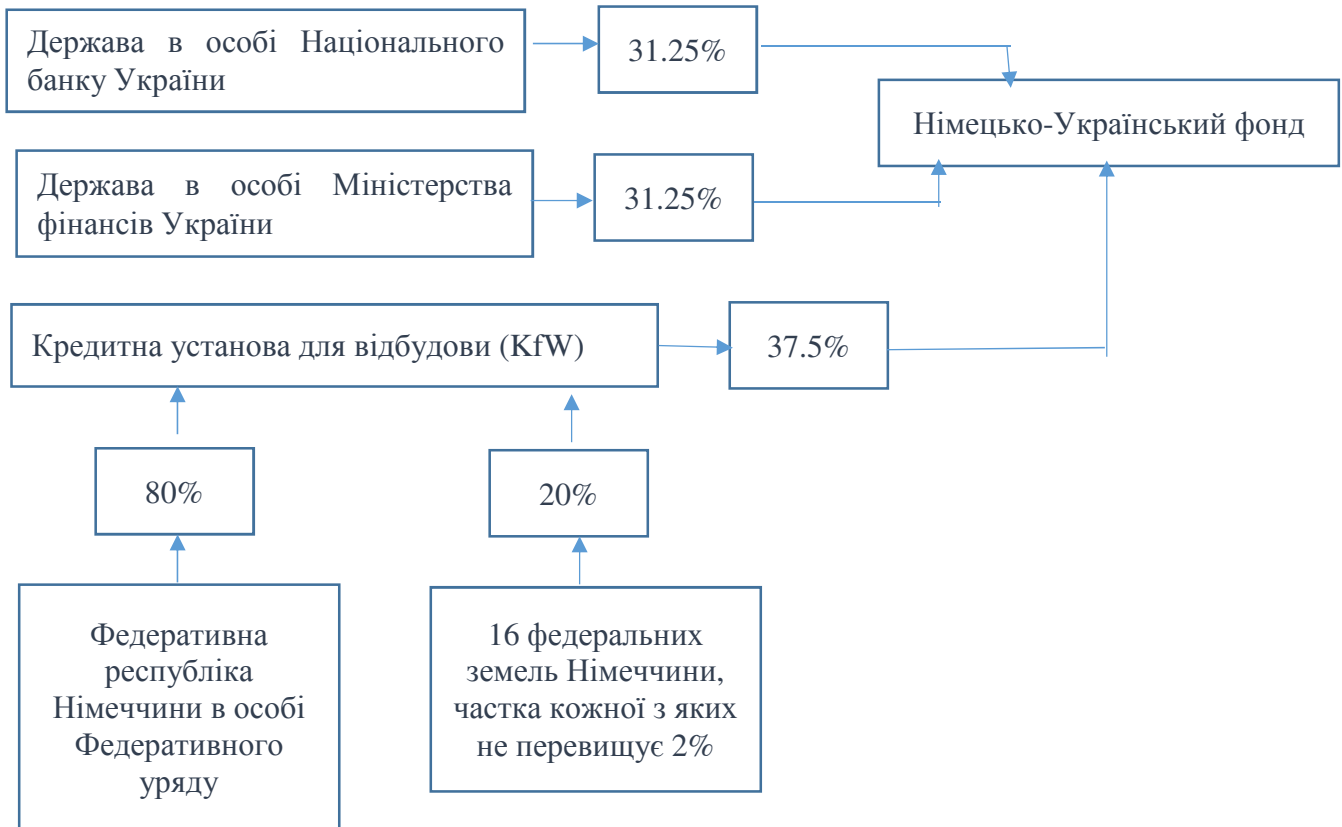 Держава в особі Національного
банку України
31.25%
Німецько-Український фонд
Держава в особі Міністерства
фінансів України
31.25%
Кредитна установа для відбудови (KfW)
37.5%
80%
20%
Федеративна
республіка
Німеччини в особі
Федеративного
уряду
16 федеральних
земель Німеччини,
частка кожної з яких
не перевищує 2%